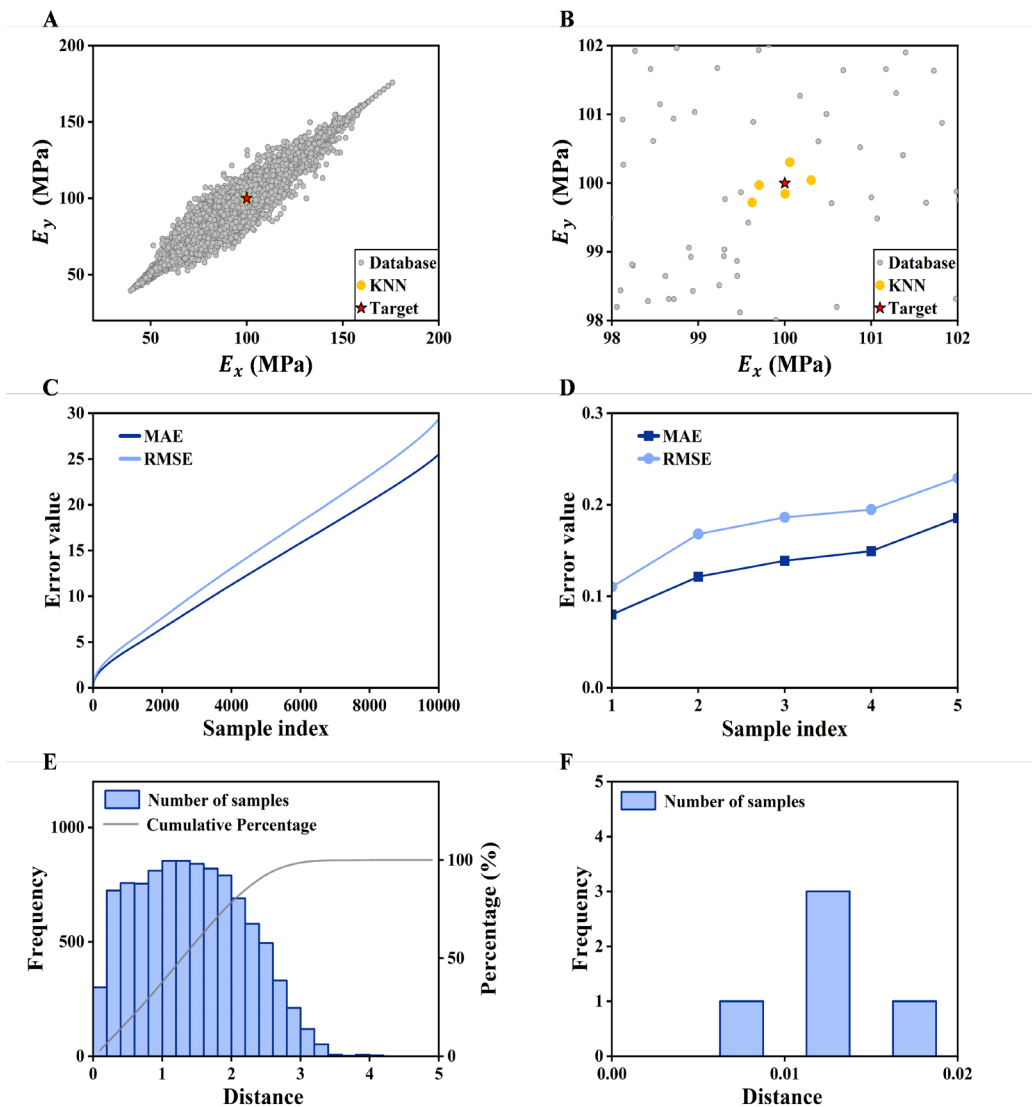 A
200
150
100
50
E_y (MPa)
Database
KNN
Target
50 100 150 200
E_x (MPa)
B
102
101
100
99
98
E_y (MPa)
Database
KNN
Target
98 99 100 101 102
E_x (MPa)
C
30
25
20
15
10
5
0
Error value
MAE
RMSE
0 2000 4000 6000 8000 10000
Sample index
D
0.3
0.2
0.1
0.0
Error value
MAE
RMSE
1 2 3 4 5
Sample index
E
1000
500
0
Frequency
Number of samples
Cumulative Percentage
100
50
0
Percentage (%)
0 1 2 3 4 5
Distance
F
5
4
3
2
1
0
Frequency
Number of samples
0.00 0.01 0.02
Distance